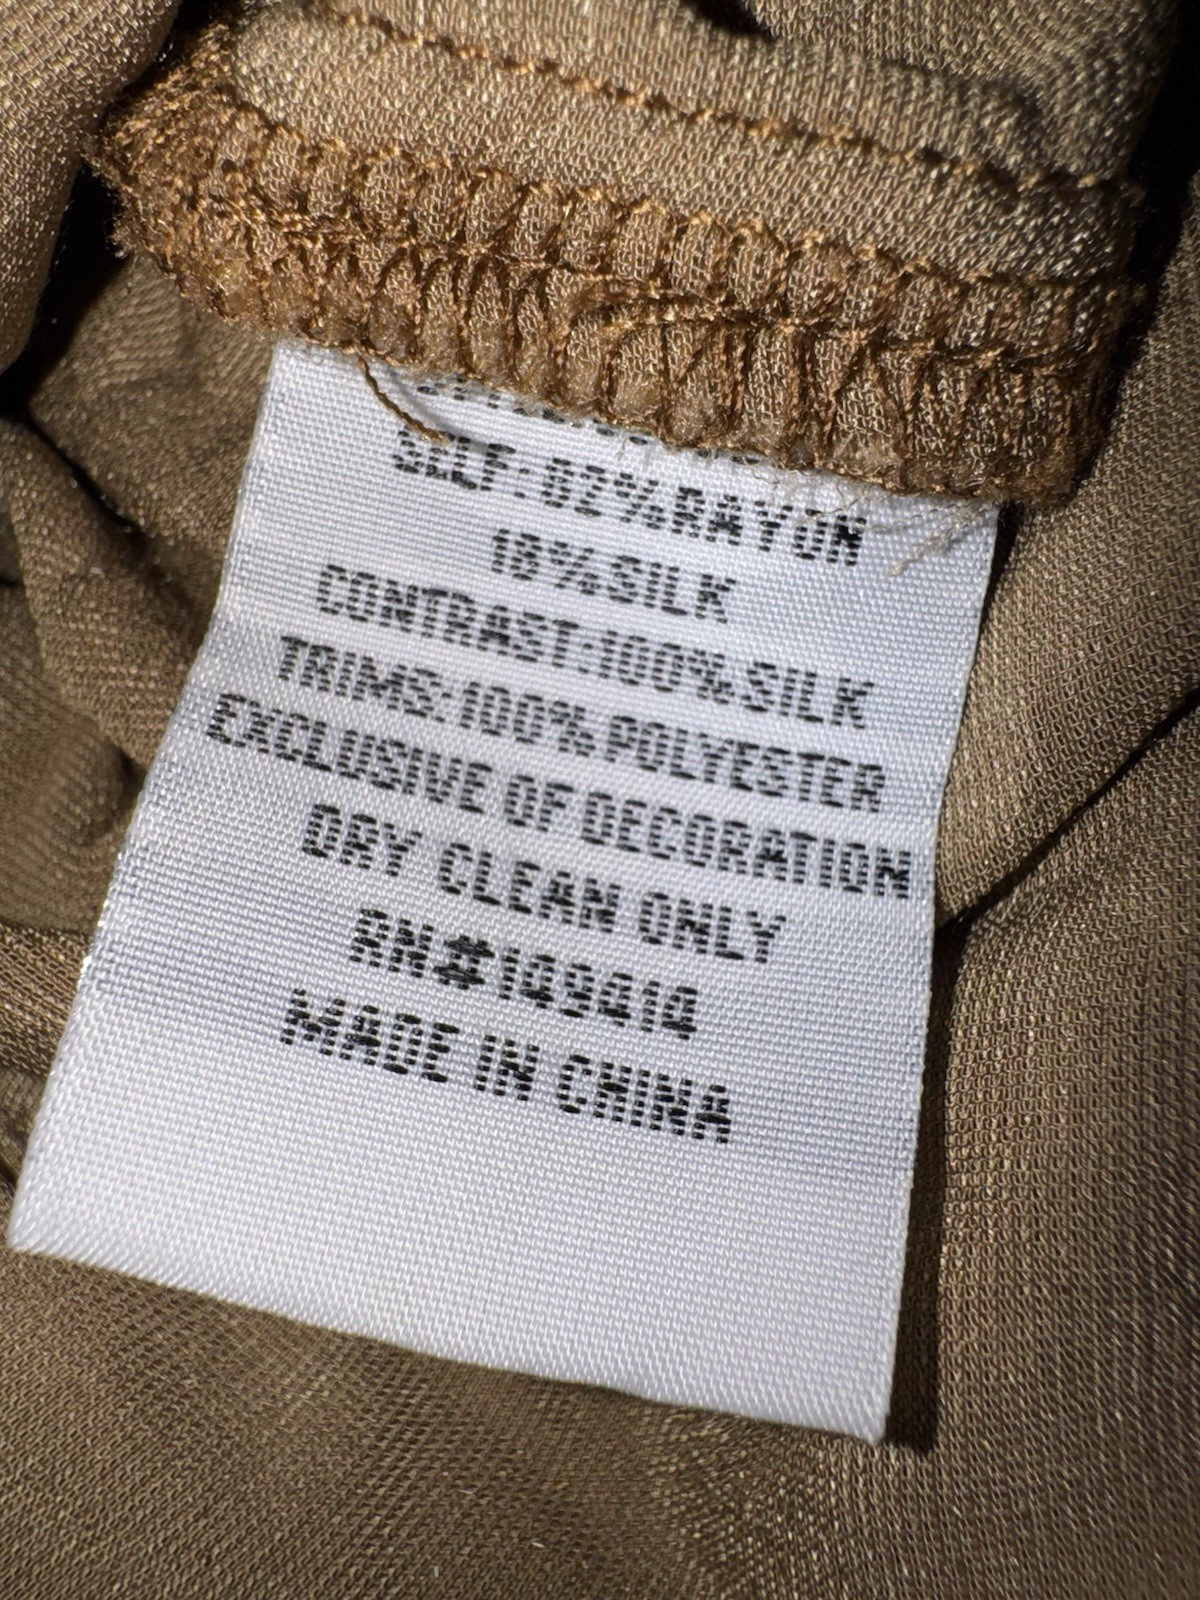 SELF:82%RAYON
18%SILK
CONTRAST:100%SILK
TRIMS:100%POLYESTER
EXCLUSIVE OF DECORATION
DRY CLEAN ONLY
RN#149414
MADE IN CHINA